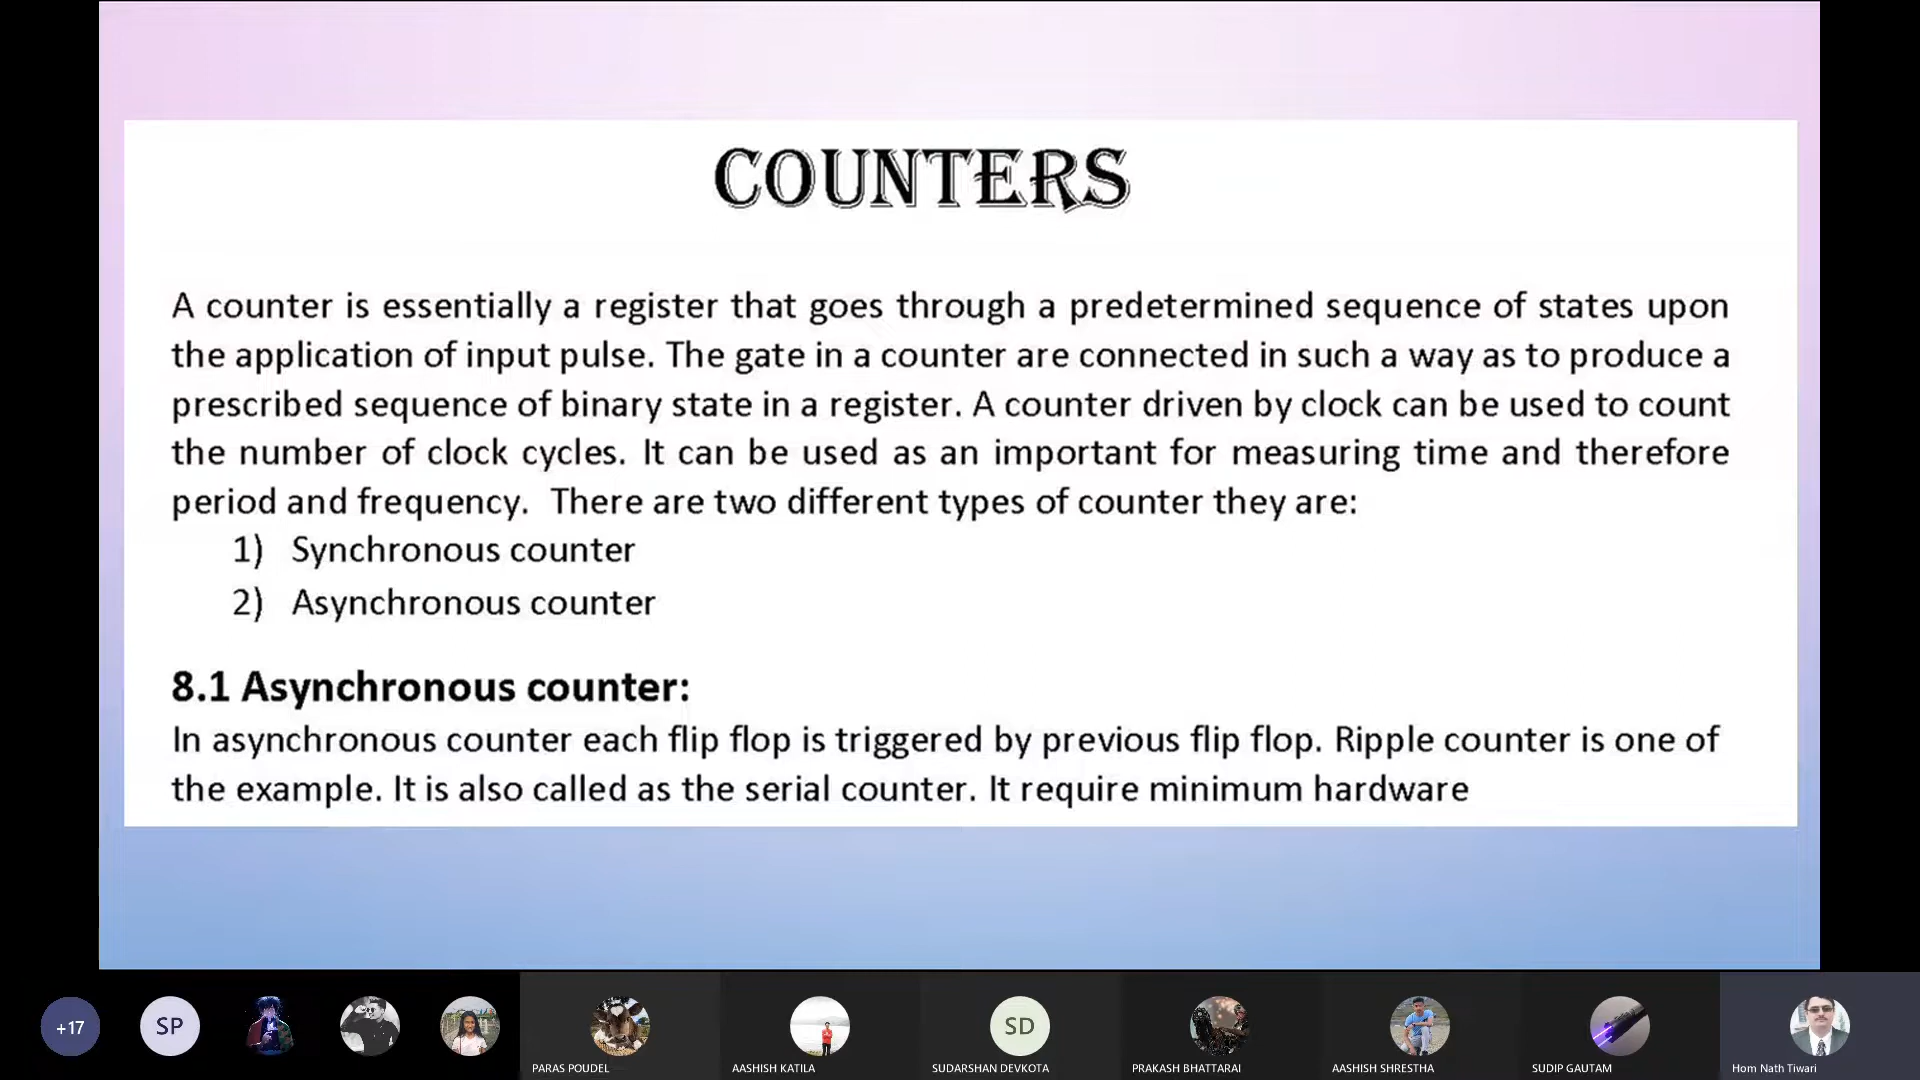 COUNTERS
A counter is essentially a register that goes through a predetermined sequence of states upon
the application of input pulse. The gate in a counter are connected in such a way as to produce a
prescribed sequence of binary state in a register. A counter driven by clock can be used to count
the number of clock cycles. It can be used as an important for measuring time and therefore
period and frequency. There are two different types of counter they are:
1) Synchronous counter
2) Asynchronous counter
8.1 Asynchronous counter:
In asynchronous counter each flip flop is triggered by previous flip flop. Ripple counter is one of
the example. It is also called as the serial counter. It require minimum hardware
+17
SP
SD
PARAS POUDEL
AASHISH KATILA
SUDARSHAN DEVKOTA
PRAKASH BHATTARAI
AASHISH SHRESTHA
SUDIP GAUTAM
Hom Nath Tiwari